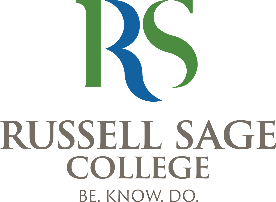 RS
RUSSELL SAGE
COLLEGE
BE. KNOW. DO.